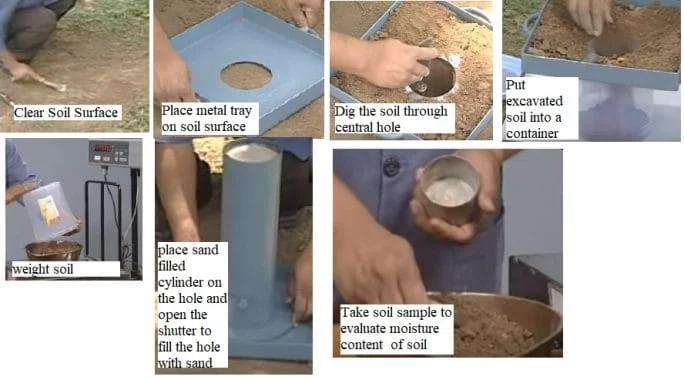 Clear Soil Surface
Place metal tray
on soil surface
Dig the soil through
central hole
Put
excavated
soil into a
container
weight soil
place sand
filled
cylinder on
the hole and
open the
shutter to
fill the hole
with sand
Take soil sample to
evaluate moisture
content of soil